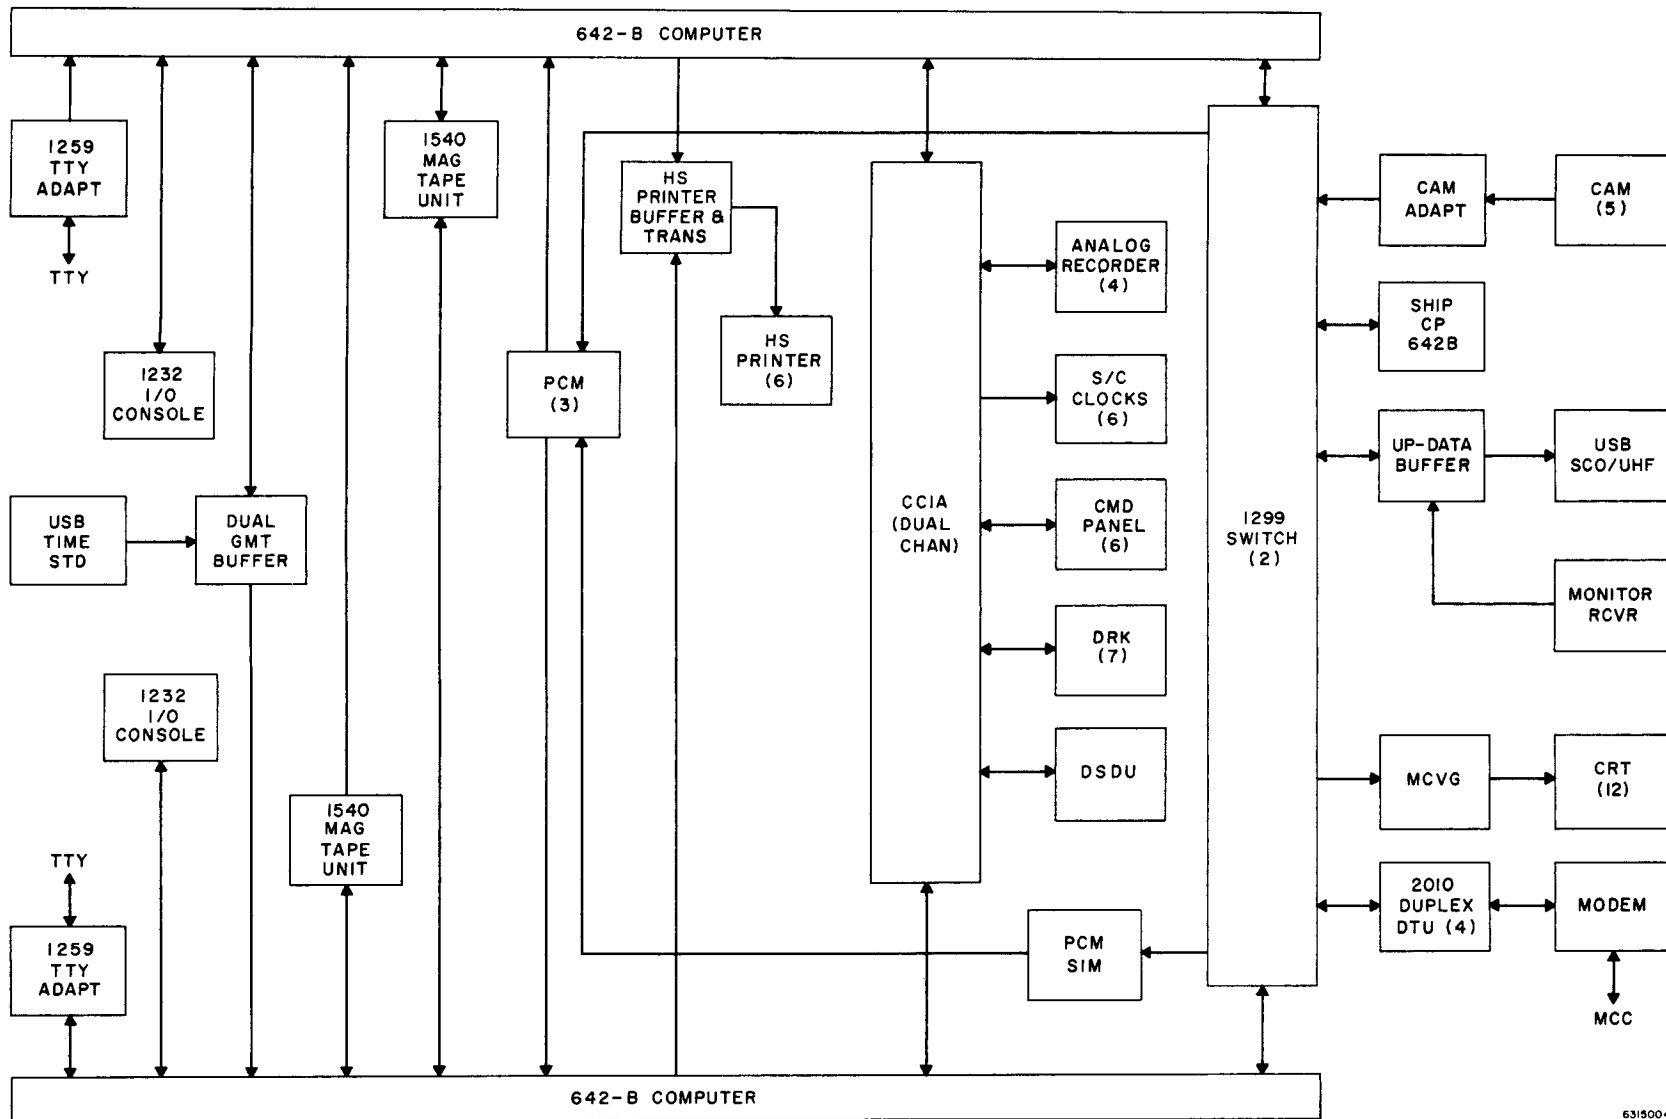 642-B COMPUTER
1259
TTY
ADAPT
TTY
1232
I/O
CONSOLE
USB
TIME
STD
DUAL
GMT
BUFFER
1540
MAG
TAPE
UNIT
PCM
(3)
HS
PRINTER
BUFFER &
TRANS
HS
PRINTER
(6)
CCIA
(DUAL
CHAN)
ANALOG
RECORDER
(4)
S/C
CLOCKS
(6)
CMD
PANEL
(6)
DRK
(7)
DSDU
PCM
SIM
1299
SWITCH
(2)
CAM
ADAPT
CAM
(5)
SHIP
CP
642B
UP-DATA
BUFFER
USB
SCO/UHF
MONITOR
RCVR
MCVG
CRT
(12)
2010
DUPLEX
DTU (4)
MODEM
MCC
1232
I/O
CONSOLE
1540
MAG
TAPE
UNIT
TTY
1259
TTY
ADAPT
642-B COMPUTER
6315004